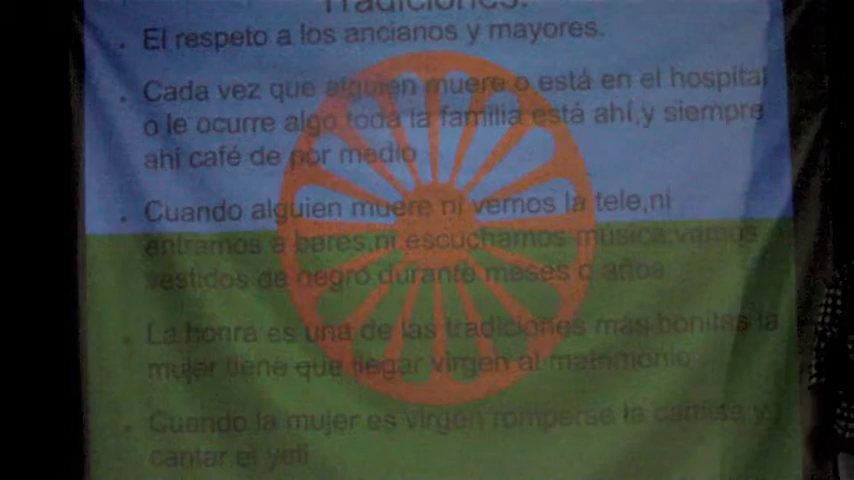 Tradiciones:
. El respeto a los ancianos y mayores.
. Cada vez que alguien muere o está en el hospital
o le ocurre algo toda la familia está ahí,y siempre
ahí café de por medio
. Cuando alguien muere ni vemos la tele,ni
entramos a bares,ni escuchamos música,vamos
vestidos de negro durante meses o años
. La honra es una de las tradiciones mas bonitas la
mujer tiene que llegar virgen al matrimonio
. Cuando la mujer es virgen romperse la camisa,y
cantar el yeli